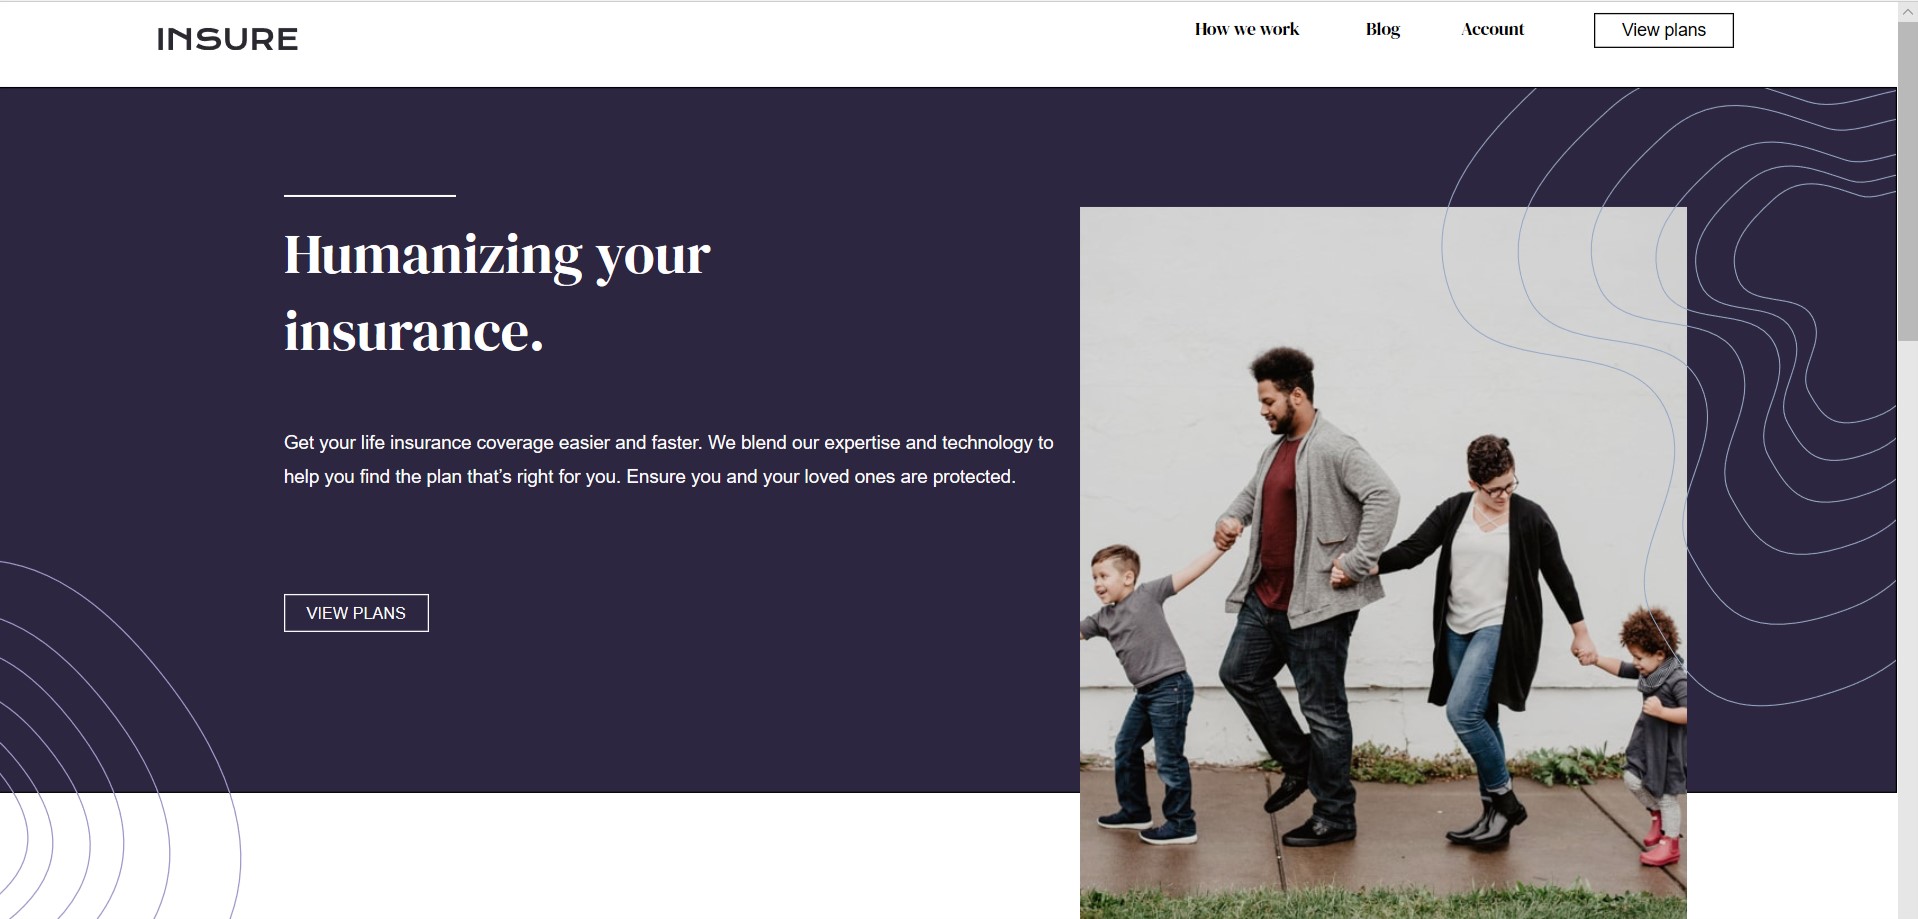 INSURE
How we work
Blog
Account
View plans
Humanizing your
insurance.
Get your life insurance coverage easier and faster. We blend our expertise and technology to
help you find the plan that’s right for you. Ensure you and your loved ones are protected.
VIEW PLANS